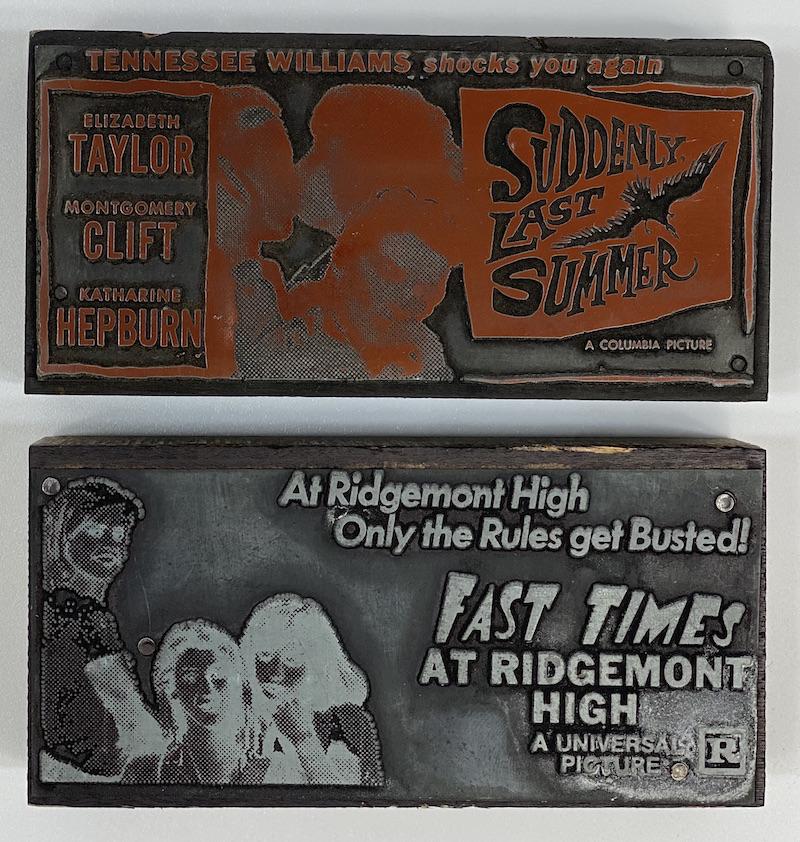 TENNESSEE WILLIAMS shocks you again
ELIZABETH
TAYLOR
MONTGOMERY
CLIFT
KATHARINE
HEPBURN
SUDDENLY,
LAST
SUMMER
A COLUMBIA PICTURE
At Ridgemont High
Only the Rules get Busted!
FAST TIMES
AT RIDGEMONT
HIGH
A UNIVERSAL
PICTURE
R